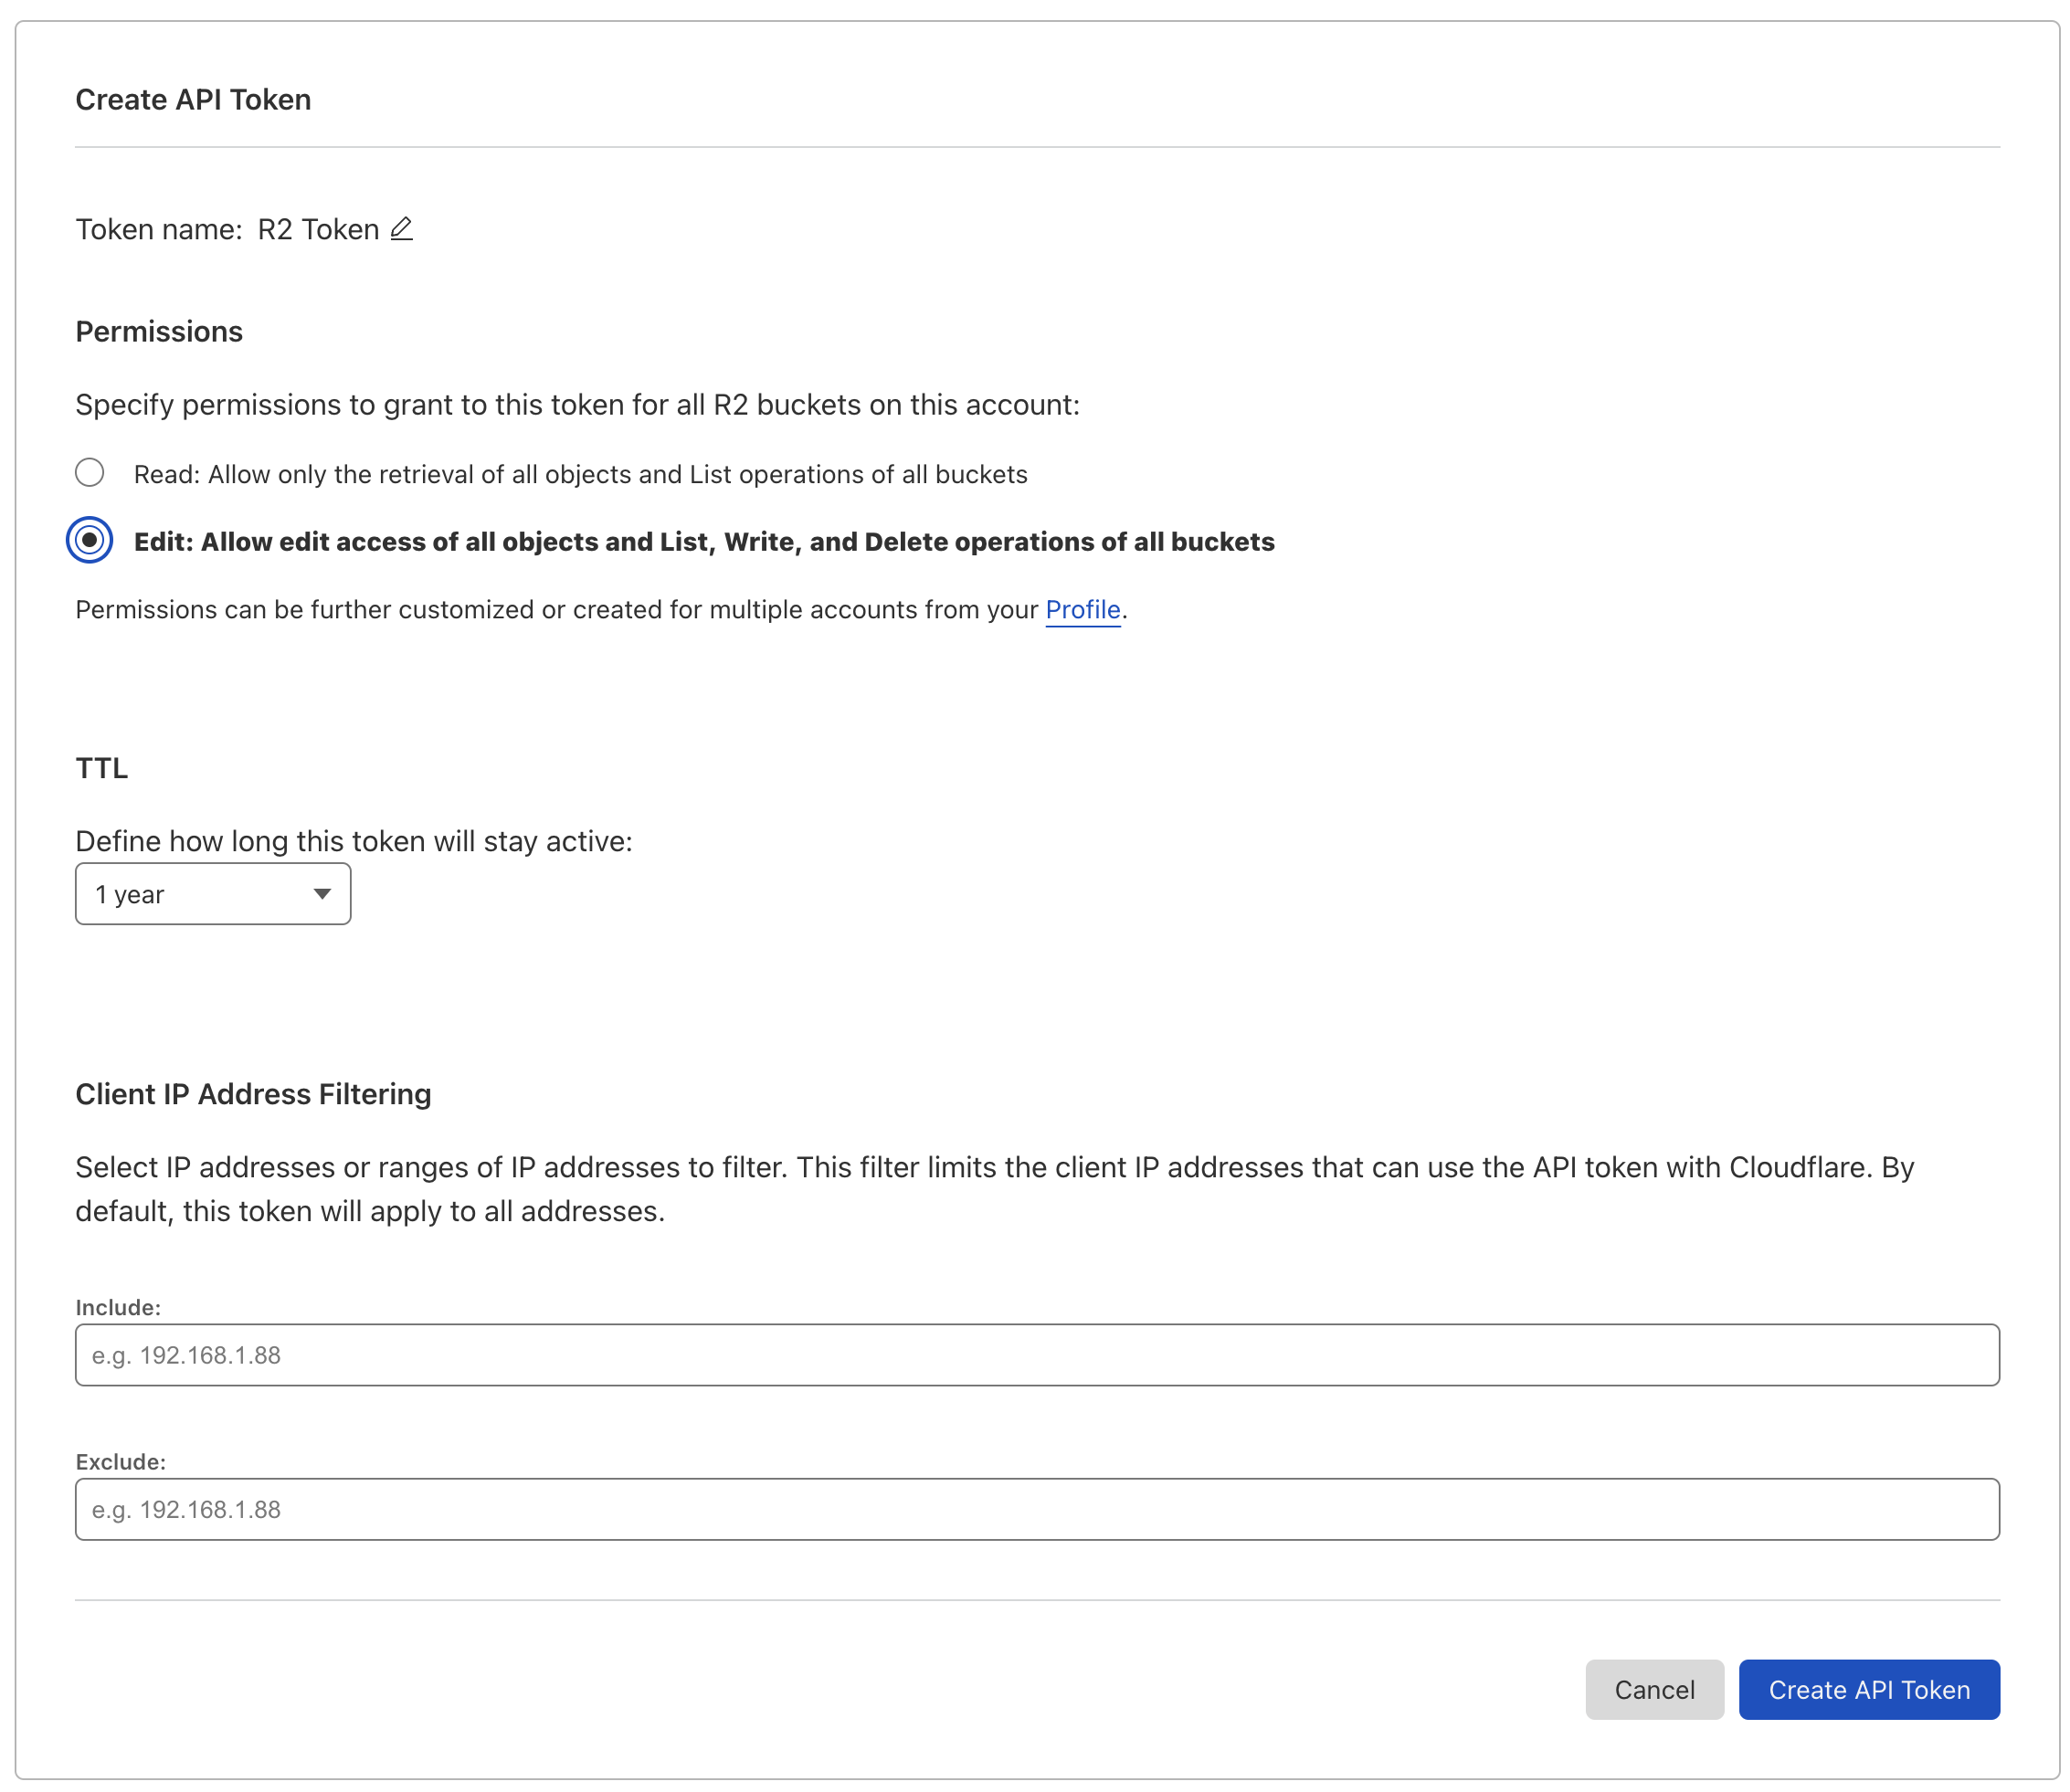 Create API Token
Token name: R2 Token
Permissions
Specify permissions to grant to this token for all R2 buckets on this account:
Read: Allow only the retrieval of all objects and List operations of all buckets
Edit: Allow edit access of all objects and List, Write, and Delete operations of all buckets
Permissions can be further customized or created for multiple accounts from your Profile.
TTL
Define how long this token will stay active:
1 year
Client IP Address Filtering
Select IP addresses or ranges of IP addresses to filter. This filter limits the client IP addresses that can use the API token with Cloudflare. By
default, this token will apply to all addresses.
Include:
e.g. 192.168.1.88
Exclude:
e.g. 192.168.1.88
Cancel Create API Token